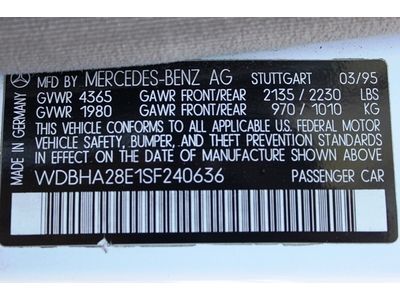 MADE IN GERMANY
MFD BY MERCEDES-BENZ AG STUTTGART 03/95
GVWR 4365 GAWR FRONT/REAR 2135 / 2230 LBS
GVWR 1980 GAWR FRONT/REAR 970 / 1010 KG
THIS CAR CONFORMS TO ALL APPLICABLE U.S. FEDERAL MOTOR
VEHICLE SAFETY, BUMPER, AND THEFT PREVENTION STANDARDS
IN EFFECT ON THE DATE OF MANUFACTURE SHOWN ABOVE.
WDBHA28E1SF240636 PASSENGER CAR